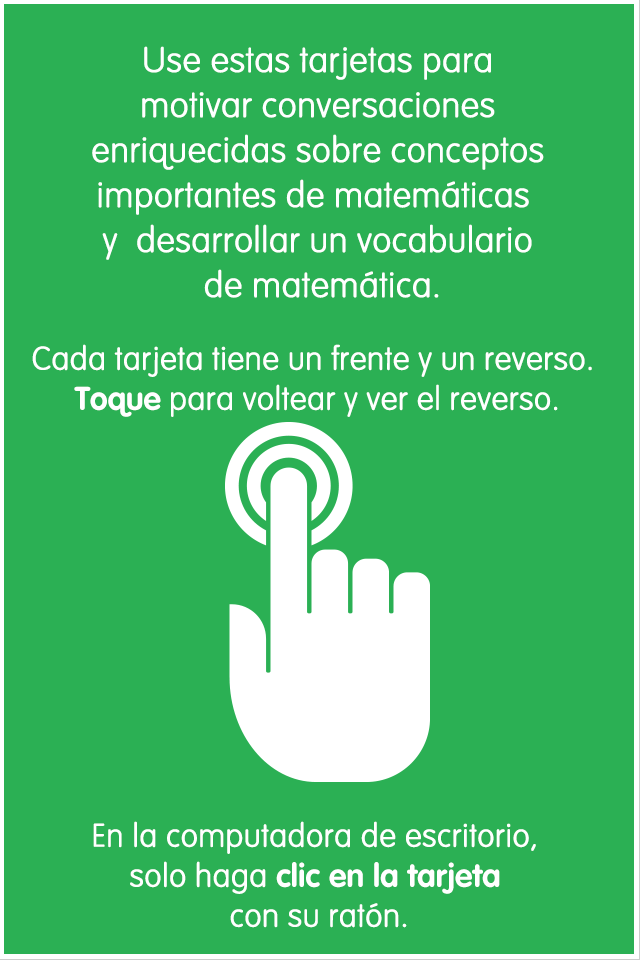 Use estas tarjetas para
motivar conversaciones
enriquecidas sobre conceptos
importantes de matemáticas
y  desarrollar un vocabulario
de matemática.
Cada tarjeta tiene un frente y un reverso.
Toque para voltear y ver el reverso.
En la computadora de escritorio,
solo haga clic en la tarjeta
con su ratón.